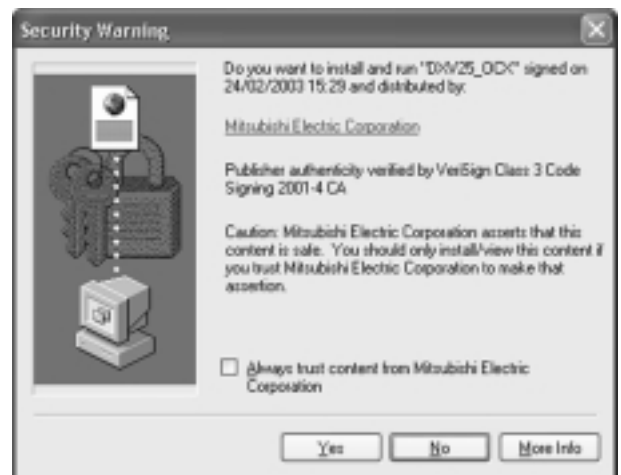 Security Warning
Do you want to install and run "DXV25_OCX" signed on
24/02/2003 15:29 and distributed by:
Mitsubishi Electric Corporation
Publisher authenticity verified by VeriSign Class 3 Code
Signing 2001-4 CA
Caution: Mitsubishi Electric Corporation asserts that this
content is safe. You should only install/view this content if
you trust Mitsubishi Electric Corporation to make that
assertion.
Always trust content from Mitsubishi Electric
Corporation
Yes
No
More Info